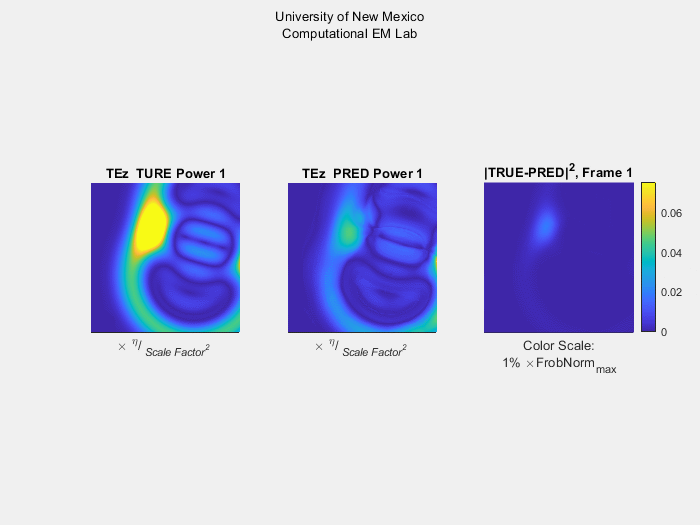 University of New Mexico
Computational EM Lab
TEz TURE Power 1
TEz PRED Power 1
|TRUE-PRED|², Frame 1
0.06
0.04
0.02
0
× η/ Scale Factor²
× η/ Scale Factor²
Color Scale:
1% ×FrobNorm_max